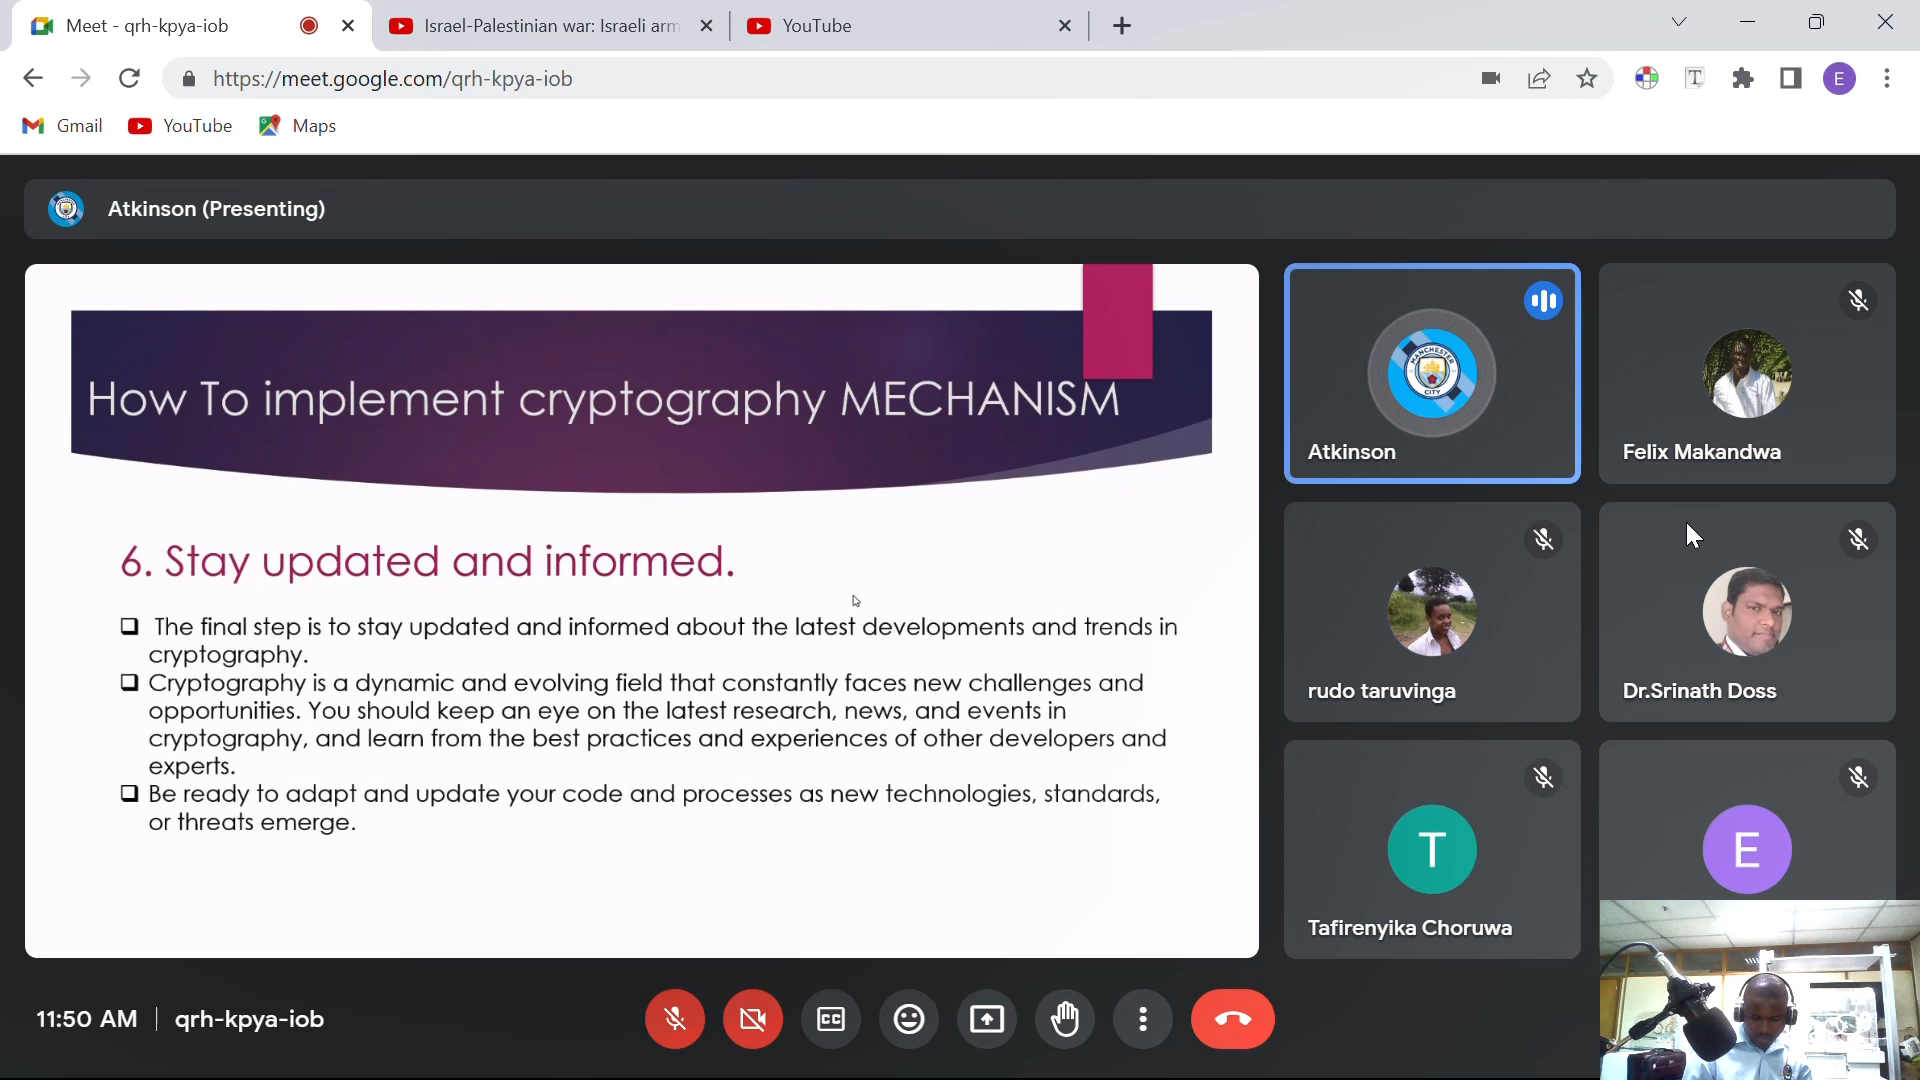 Meet - qrh-kpya-iob
Israel-Palestinian war: Israeli arm
YouTube
https://meet.google.com/qrh-kpya-iob
E
Gmail
YouTube
Maps
Atkinson (Presenting)
How To implement cryptography MECHANISM
6. Stay updated and informed.
The final step is to stay updated and informed about the latest developments and trends in
cryptography.
Cryptography is a dynamic and evolving field that constantly faces new challenges and
opportunities. You should keep an eye on the latest research, news, and events in
cryptography, and learn from the best practices and experiences of other developers and
experts.
Be ready to adapt and update your code and processes as new technologies, standards,
or threats emerge.
MANCHESTER
CITY
Atkinson
Felix Makandwa
rudo taruvinga
Dr.Srinath Doss
T
Tafirenyika Choruwa
E
11:50 AM
qrh-kpya-iob
CC